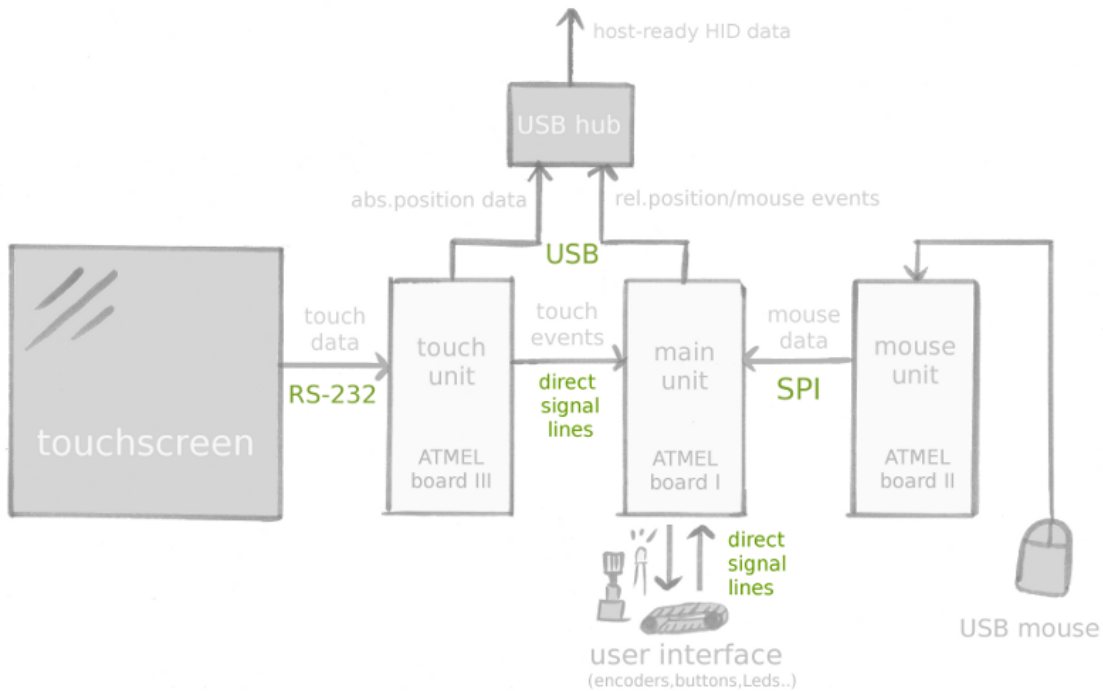 host-ready HID data
USB hub
abs.position data
rel.position/mouse events
USB
touch
data
RS-232
touchscreen
touch
unit
ATMEL
board III
touch
events
direct
signal
lines
main
unit
ATMEL
board I
mouse
data
SPI
mouse
unit
ATMEL
board II
direct
signal
lines
user interface
(encoders,buttons,Leds..)
USB mouse